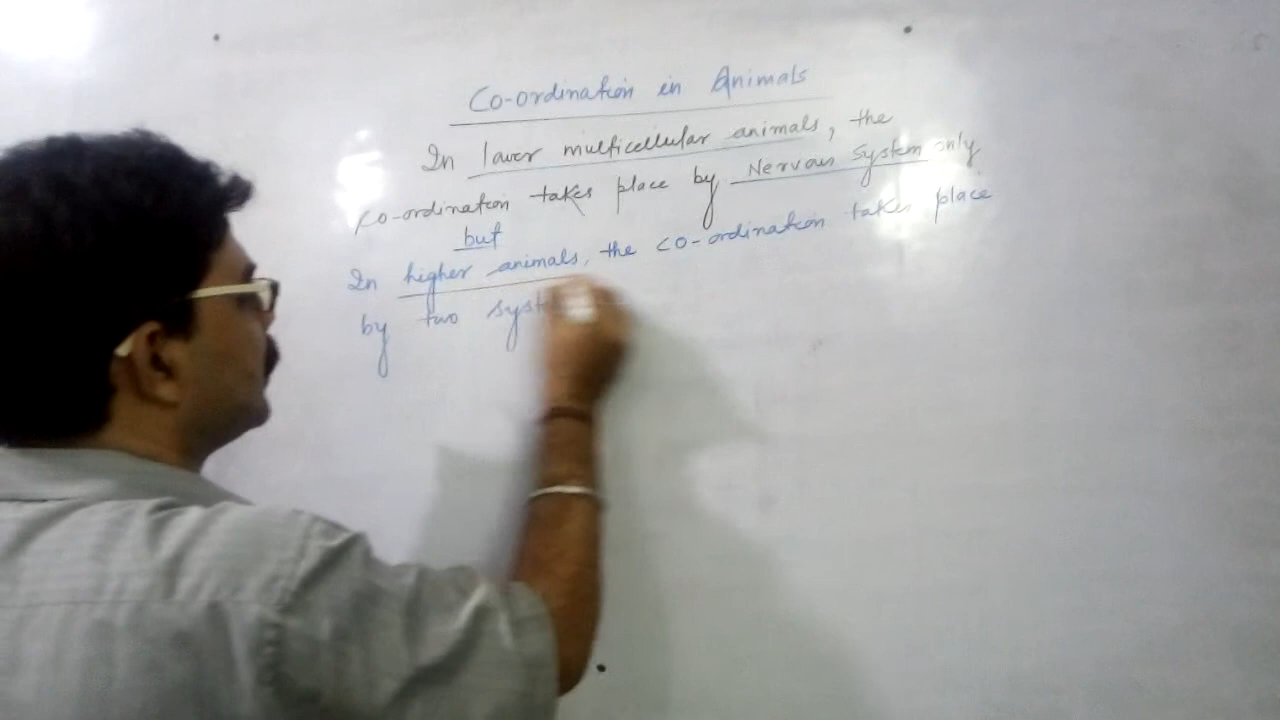 Co-ordination in Animals
In lower multicellular animals, the
co-ordination takes place by Nervous System only
but
In higher animals, the co-ordination takes place
by two syst